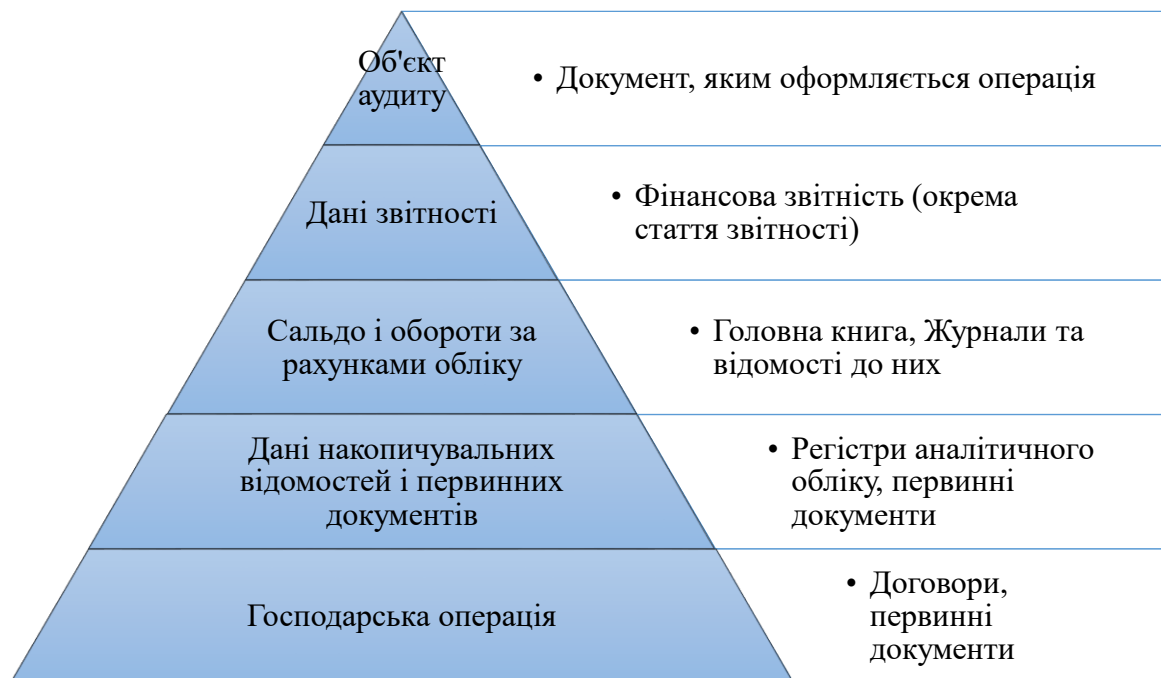 Об'єкт
аудиту
• Документ, яким оформляється операція
Дані звітності
• Фінансова звітність (окрема
стаття звітності)
Сальдо і обороти за
рахунками обліку
• Головна книга, Журнали та
відомості до них
Дані накопичувальних
відомостей і первинних
документів
• Регістри аналітичного
обліку, первинні
документи
Господарська операція
• Договори,
первинні
документи